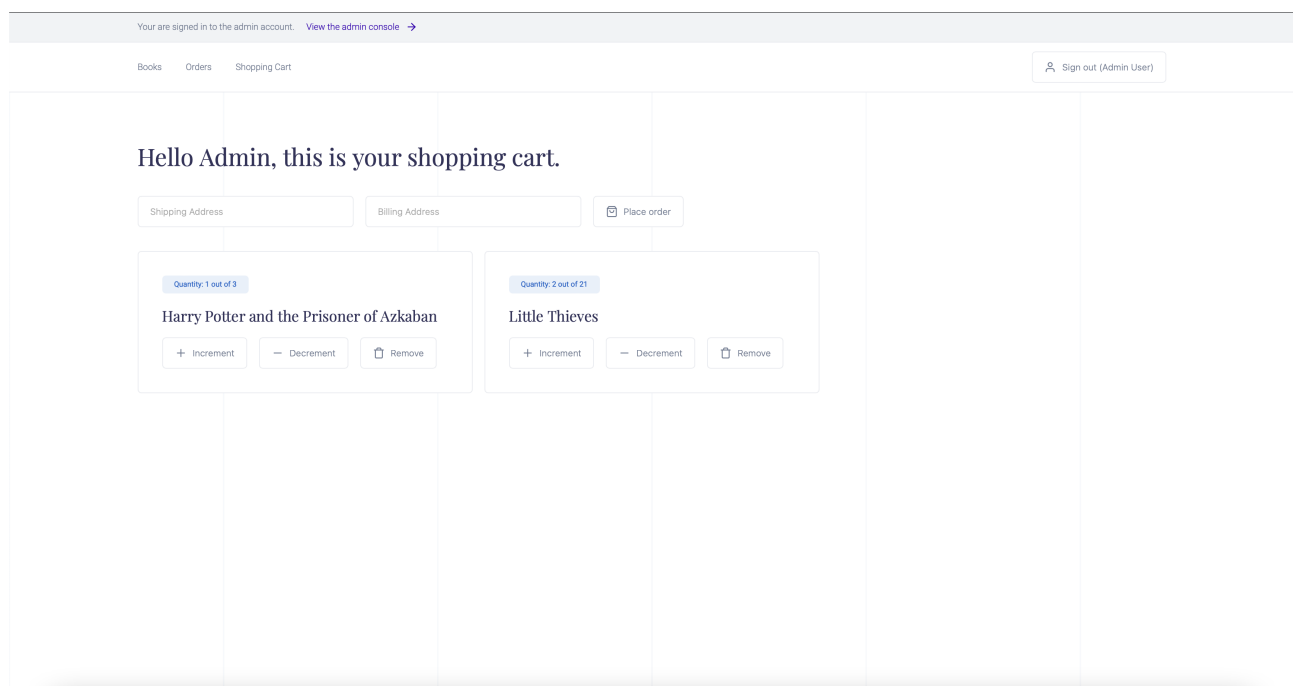 Your are signed in to the admin account. View the admin console
Books Orders Shopping Cart Sign out (Admin User)
Hello Admin, this is your shopping cart.
Shipping Address Billing Address Place order
Quantity: 1 out of 3 Quantity: 2 out of 21
Harry Potter and the Prisoner of Azkaban Little Thieves
Increment Decrement Remove Increment Decrement Remove